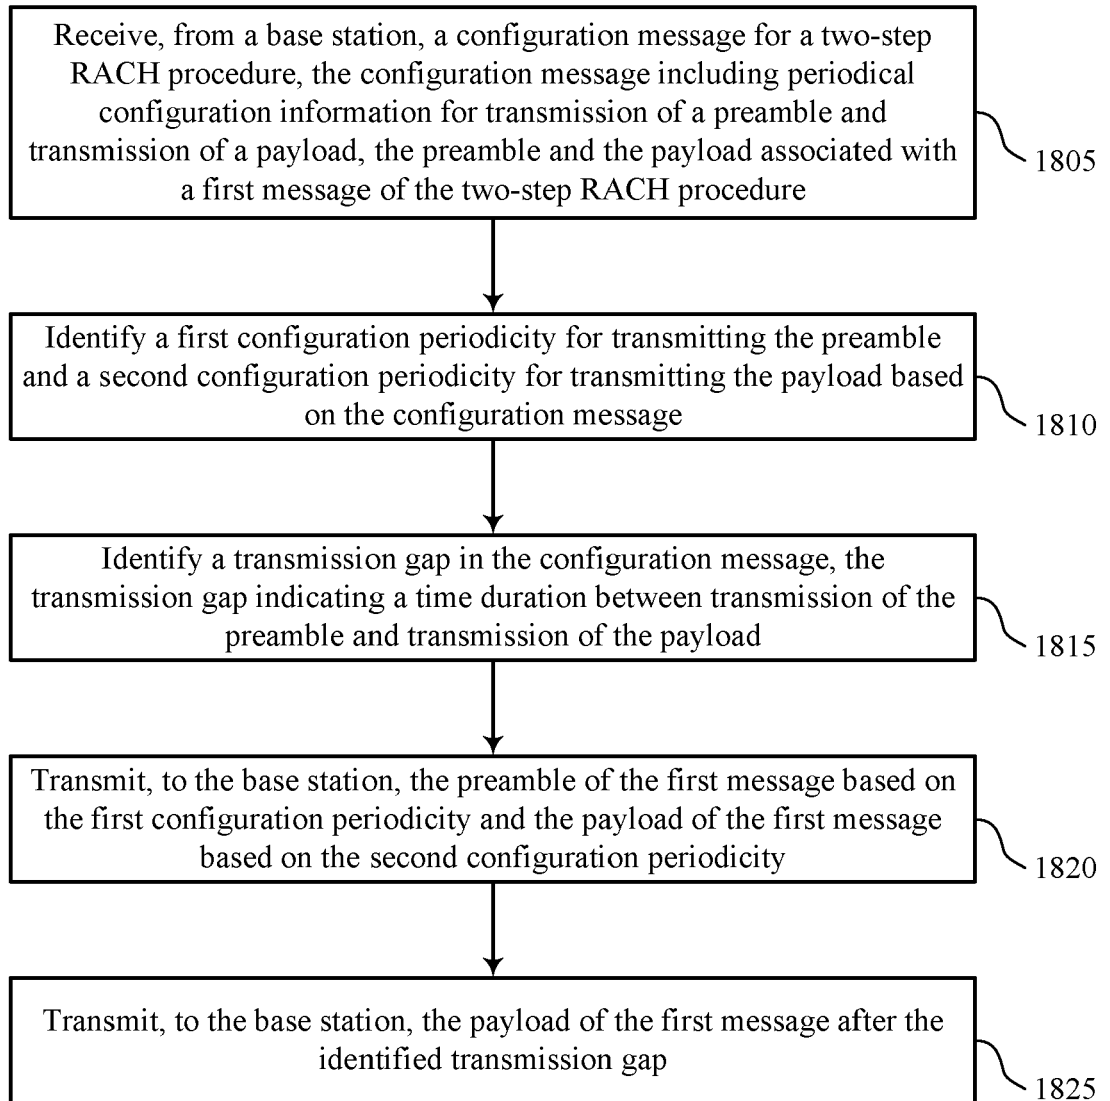 Receive, from a base station, a configuration message for a two-step
RACH procedure, the configuration message including periodical
configuration information for transmission of a preamble and
transmission of a payload, the preamble and the payload associated with
a first message of the two-step RACH procedure
1805
Identify a first configuration periodicity for transmitting the preamble
and a second configuration periodicity for transmitting the payload based
on the configuration message
1810
Identify a transmission gap in the configuration message, the
transmission gap indicating a time duration between transmission of the
preamble and transmission of the payload
1815
Transmit, to the base station, the preamble of the first message based on
the first configuration periodicity and the payload of the first message
based on the second configuration periodicity
1820
Transmit, to the base station, the payload of the first message after the
identified transmission gap
1825